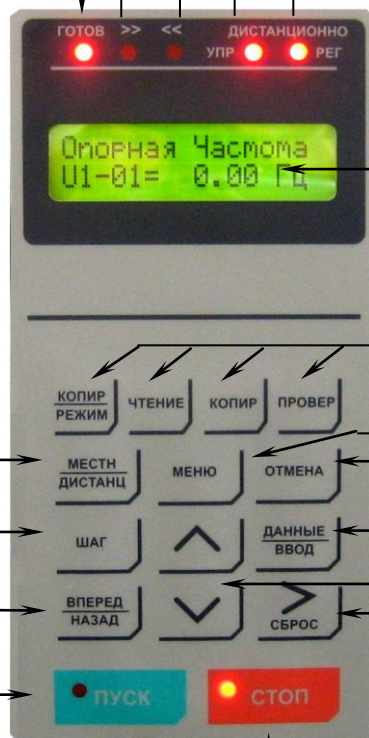 ГОТОВ >> << ДИСТАНЦИОННО
УПР РЕГ
Опорная Частота
U1-01= 0.00 Гц
КОПИР
РЕЖИМ
ЧТЕНИЕ
КОПИР
ПРОВЕР
МЕСТН
ДИСТАНЦ
МЕНЮ
ОТМЕНА
ШАГ
ДАННЫЕ
ВВОД
ВПЕРЕД
НАЗАД
>
СБРОС
ПУСК
СТОП